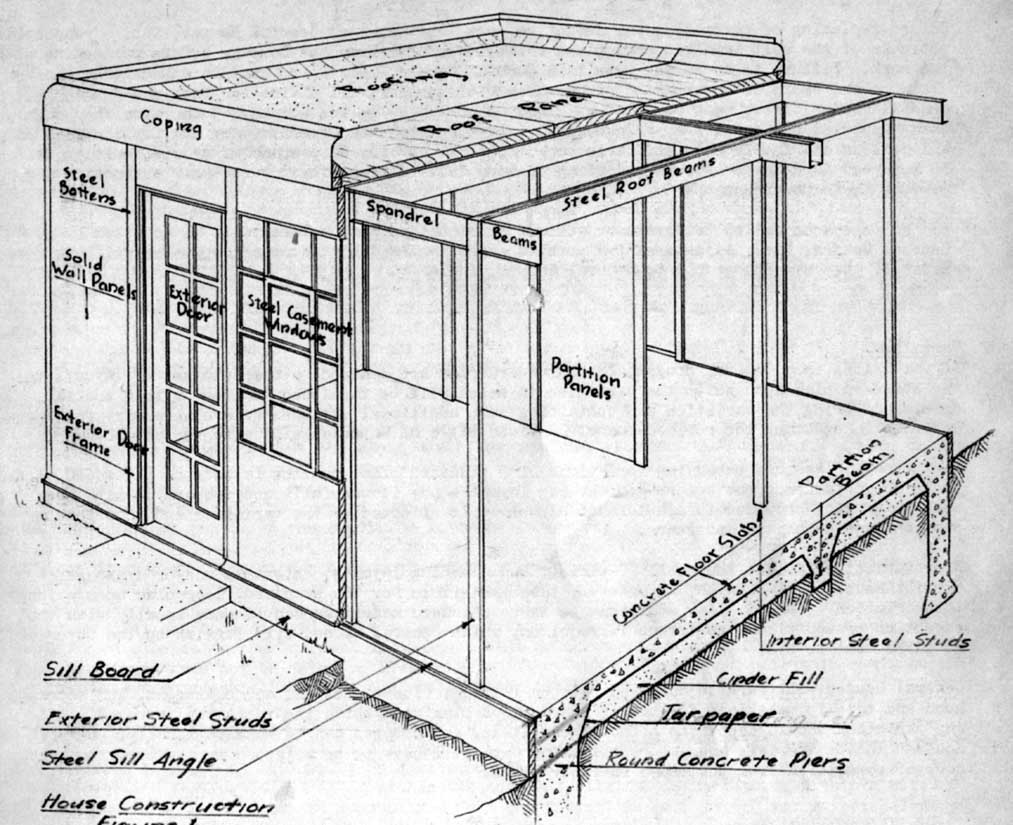 Roofing
Roof Panel
Coping
Steel
Battens
Spandrel
Beams
Steel Roof Beams
Solid
Wall Panels
Exterior
Door
Steel Casement
Windows
Partition
Panels
Exterior Door
Frame
Partition
Beam
Concrete Floor Slab
Interior Steel Studs
Sill Board
Cinder Fill
Exterior Steel Studs
Tarpaper
Steel Sill Angle
Round Concrete Piers
House Construction
Figure 1